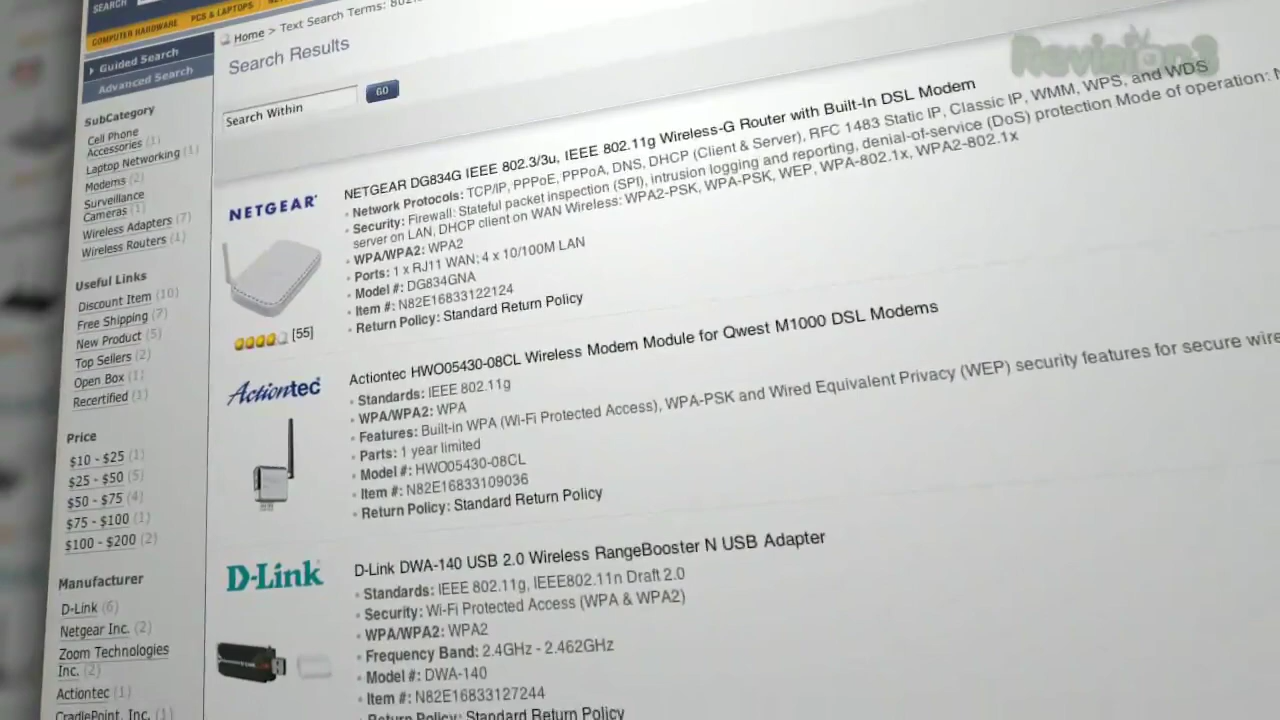 SEARCH
COMPUTER HARDWARE PCS & LAPTOPS
Home > Text Search Terms:
Guided Search
Advanced Search
Search Results
Search Within GO
SubCategory
Cell Phone
Accessories (1)
Laptop Networking (1)
Modems (2)
Surveillance
Cameras (1)
Wireless Adapters (7)
Wireless Routers (1)
Useful Links
Discount Item (10)
Free Shipping (7)
New Product (5)
Top Sellers (2)
Open Box (1)
Recertified (1)
Price
$10 - $25 (1)
$25 - $50 (5)
$50 - $75 (4)
$75 - $100 (1)
$100 - $200 (2)
Manufacturer
D-Link (6)
Netgear Inc. (2)
Zoom Technologies
Inc. (2)
Actiontec (1)
CradlePoint, Inc. (1)
Revision3
NETGEAR
[55]
NETGEAR DG834G IEEE 802.3/3u, IEEE 802.11g Wireless-G Router with Built-In DSL Modem
Network Protocols: TCP/IP, PPPoE, PPPoA, DNS, DHCP (Client & Server), RFC 1483 Static IP, Classic IP, WMM, WPS, and WDS
Security: Firewall: Stateful packet inspection (SPI), intrusion logging and reporting, denial-of-service (DoS) protection Mode of operation:
server on LAN, DHCP client on WAN Wireless: WPA2-PSK, WPA-PSK, WEP, WPA-802.1x, WPA2-802.1x
WPA/WPA2: WPA2
Ports: 1 x RJ11 WAN; 4 x 10/100M LAN
Model #: DG834GNA
Item #: N82E16833122124
Return Policy: Standard Return Policy
Actiontec
Actiontec HWO05430-08CL Wireless Modem Module for Qwest M1000 DSL Modems
Standards: IEEE 802.11g
WPA/WPA2: WPA
Features: Built-in WPA (Wi-Fi Protected Access), WPA-PSK and Wired Equivalent Privacy (WEP) security features for secure
Parts: 1 year limited
Model #: HWO05430-08CL
Item #: N82E16833109036
Return Policy: Standard Return Policy
D-Link
D-Link DWA-140 USB 2.0 Wireless RangeBooster N USB Adapter
Standards: IEEE 802.11g, IEEE802.11n Draft 2.0
Security: Wi-Fi Protected Access (WPA & WPA2)
WPA/WPA2: WPA2
Frequency Band: 2.4GHz - 2.462GHz
Model #: DWA-140
Item #: N82E16833127244
Return Policy: Standard Return Policy